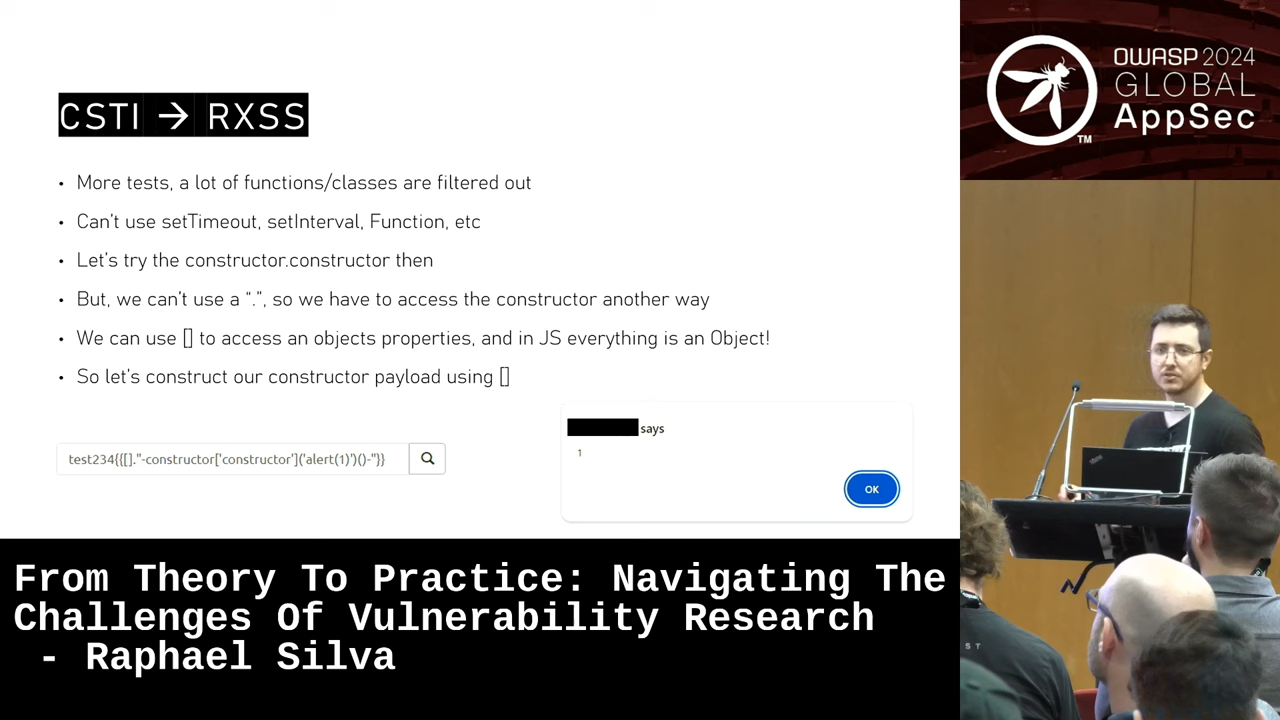 CSTI → RXSS
• More tests, a lot of functions/classes are filtered out
• Can't use setTimeout, setInterval, Function, etc
• Let's try the constructor.constructor then
• But, we can't use a “.”, so we have to access the constructor another way
• We can use [] to access an objects properties, and in JS everything is an Object!
• So let's construct our constructor payload using []
test234{{[]."-constructor['constructor']('alert(1)')()-"}}
says
1
OK
OWASP 2024
GLOBAL
AppSec
TM
From Theory To Practice: Navigating The
Challenges Of Vulnerability Research
- Raphael Silva